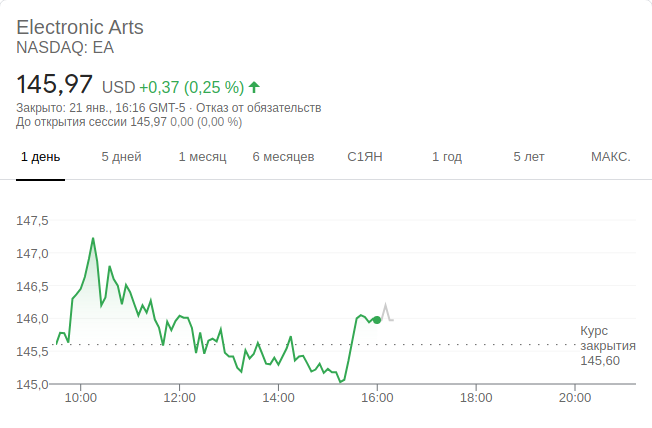 Electronic Arts
NASDAQ: EA
145,97 USD +0,37 (0,25 %)
Закрыто: 21 янв., 16:16 GMT-5 · Отказ от обязательств
До открытия сессии 145,97 0,00 (0,00 %)
1 день 5 дней 1 месяц 6 месяцев С1ЯН 1 год 5 лет МАКС.
147,5
147,0
146,5
146,0
145,5
145,0
Курс
закрытия
145,60
10:00 12:00 14:00 16:00 18:00 20:00